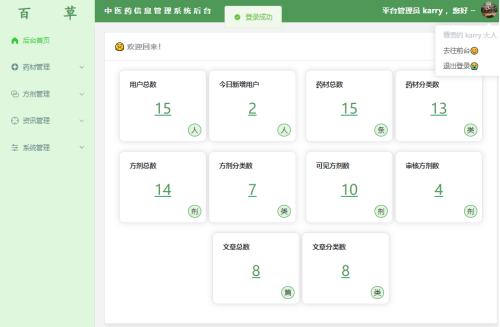 百 草
中医药信息管理系统后台
登录成功
平台管理员 karry，您好 ~
尊贵的 karry 大人
去往前台
退出登录
后台首页
药材管理
方剂管理
资讯管理
系统管理
欢迎回来！
用户总数
15
人
今日新增用户
2
人
药材总数
15
条
药材分类数
13
类
方剂总数
14
剂
方剂分类数
7
类
可见方剂数
10
剂
审核方剂数
4
剂
文章总数
8
篇
文章分类数
8
类